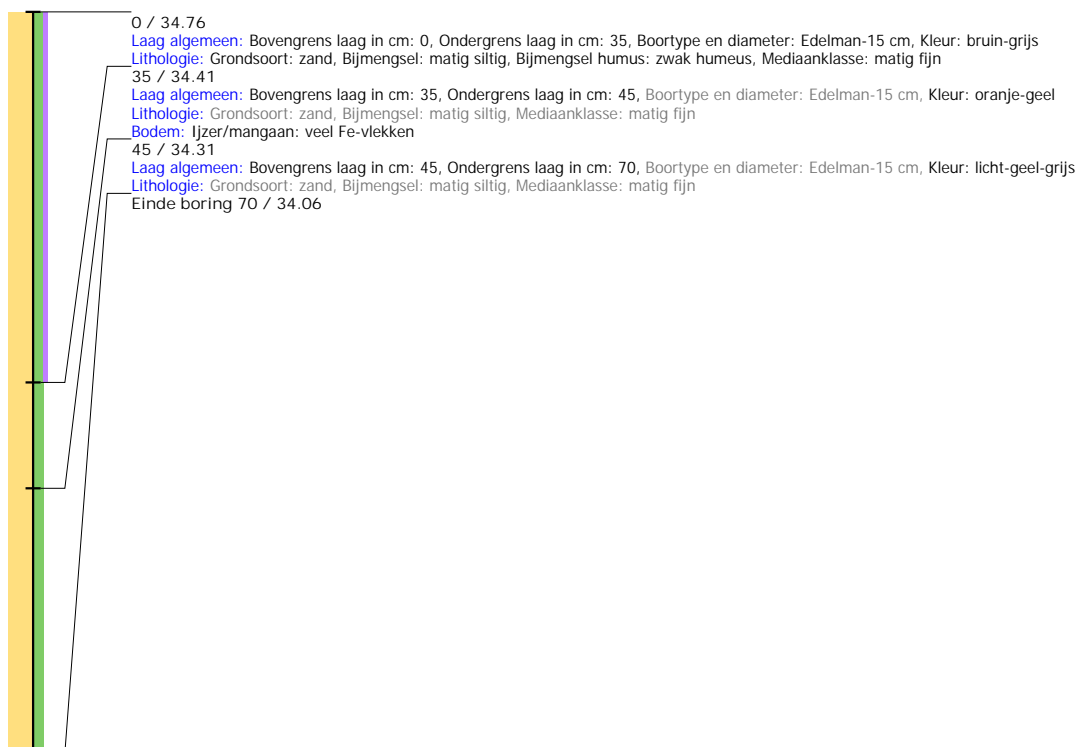 0 / 34.76
Laag algemeen: Bovengrens laag in cm: 0, Ondergrens laag in cm: 35, Boortype en diameter: Edelman-15 cm, Kleur: bruin-grijs
Lithologie: Grondsoort: zand, Bijmengsel: matig siltig, Bijmengsel humus: zwak humeus, Mediaanklasse: matig fijn
35 / 34.41
Laag algemeen: Bovengrens laag in cm: 35, Ondergrens laag in cm: 45, Boortype en diameter: Edelman-15 cm, Kleur: oranje-geel
Lithologie: Grondsoort: zand, Bijmengsel: matig siltig, Mediaanklasse: matig fijn
Bodem: Ijzer/mangaan: veel Fe-vlekken
45 / 34.31
Laag algemeen: Bovengrens laag in cm: 45, Ondergrens laag in cm: 70, Boortype en diameter: Edelman-15 cm, Kleur: licht-geel-grijs
Lithologie: Grondsoort: zand, Bijmengsel: matig siltig, Mediaanklasse: matig fijn
Einde boring 70 / 34.06